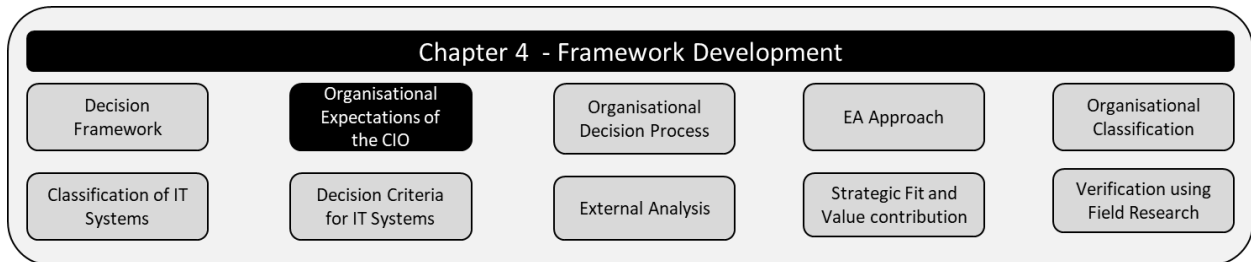 Chapter 4 - Framework Development
Decision
Framework
Organisational
Expectations of
the CIO
Organisational
Decision Process
EA Approach
Organisational
Classification
Classification of IT
Systems
Decision Criteria
for IT Systems
External Analysis
Strategic Fit and
Value contribution
Verification using
Field Research